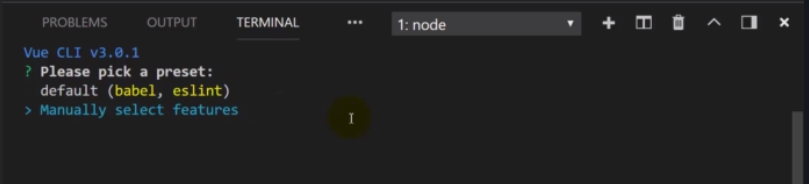 PROBLEMS OUTPUT TERMINAL ••• 1: node
Vue CLI v3.0.1
? Please pick a preset:
default (babel, eslint)
> Manually select features